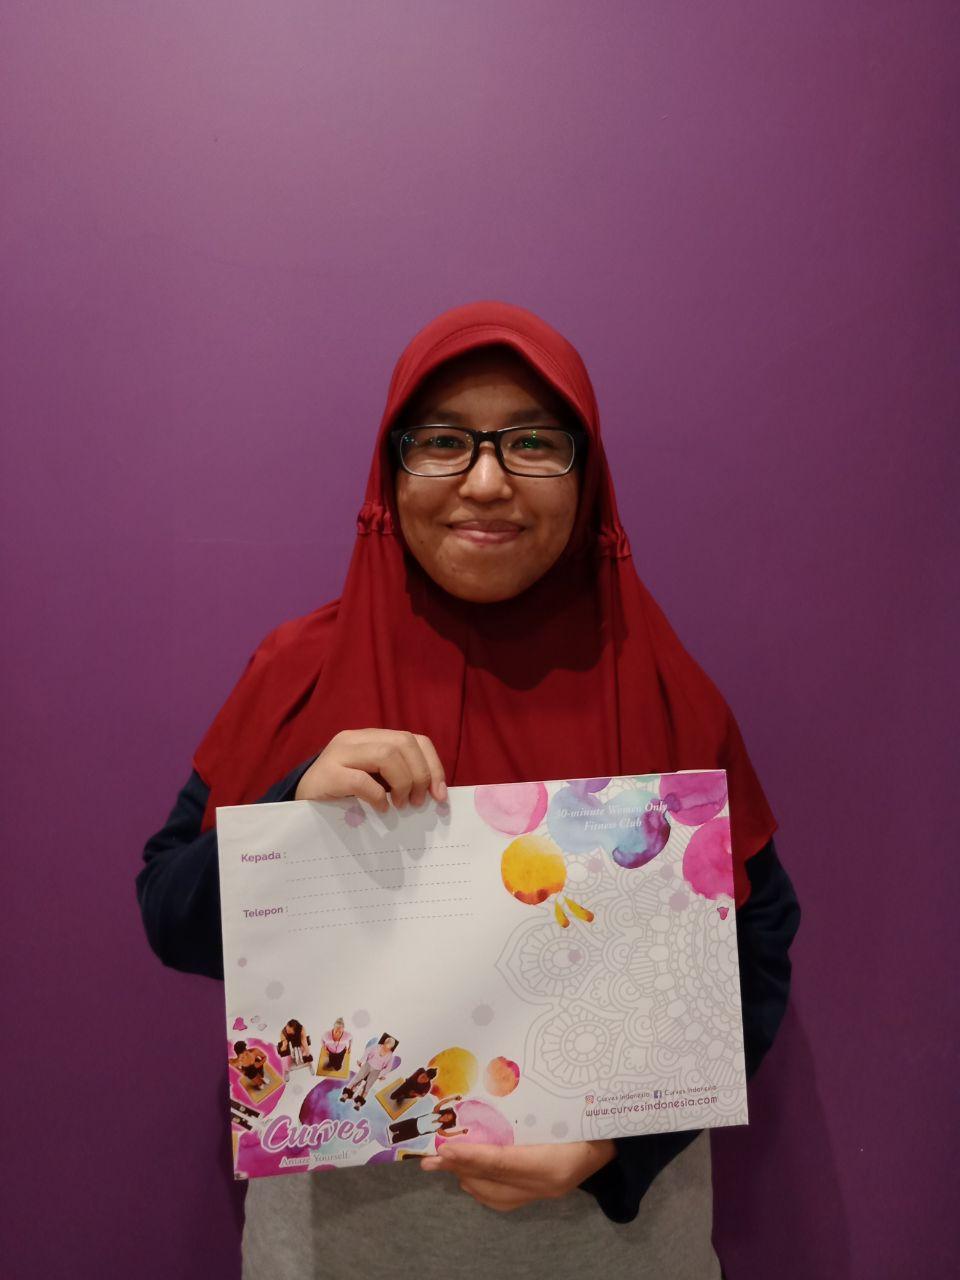 30-minute Women Only
Fitness Club
Kepada :
Telepon :
Curves
Amaze Yourself.®
Curves Indonesia Curves Indonesia
www.curvesindonesia.com